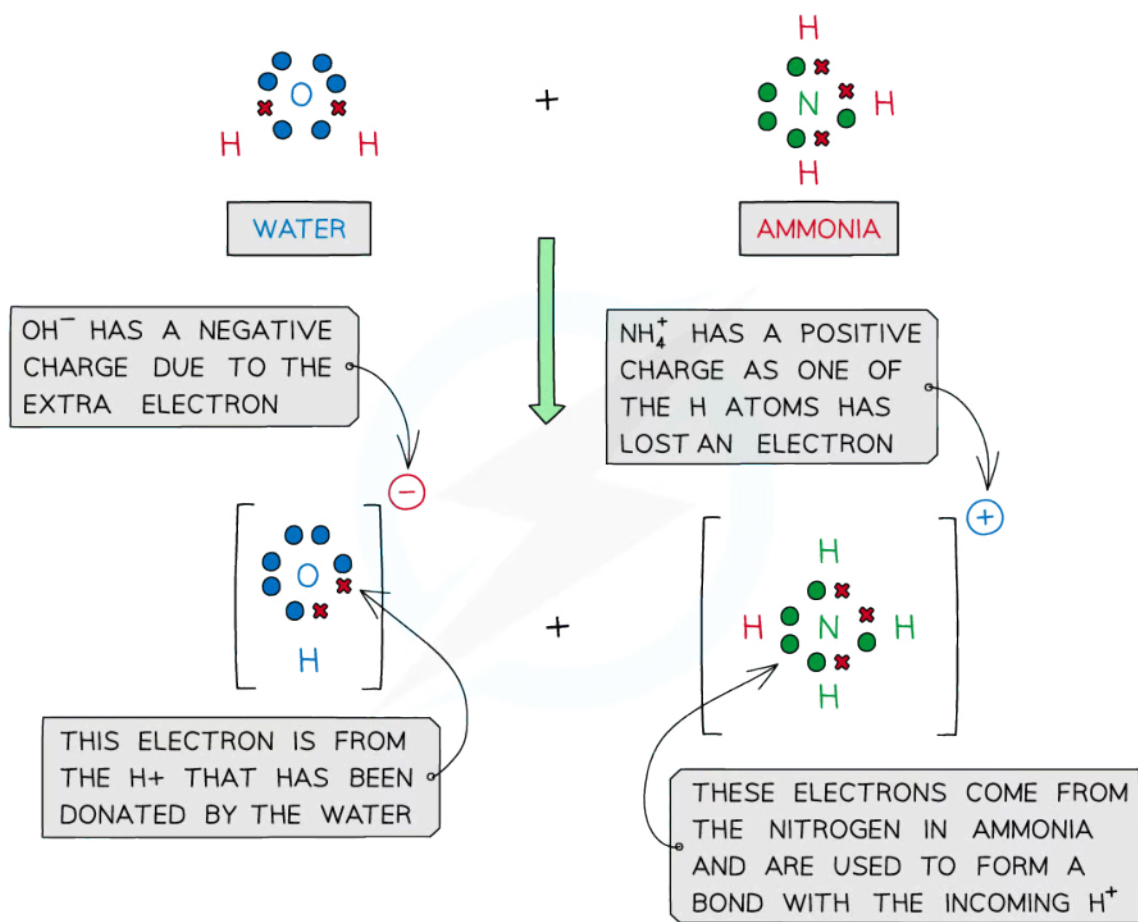 H
O
+
N
H
H
H
H
WATER
AMMONIA
OH⁻ HAS A NEGATIVE
CHARGE DUE TO THE
EXTRA ELECTRON
NH₄⁺ HAS A POSITIVE
CHARGE AS ONE OF
THE H ATOMS HAS
LOST AN ELECTRON
−
+
H
O
+
H
N
H
H
H
THIS ELECTRON IS FROM
THE H+ THAT HAS BEEN
DONATED BY THE WATER
THESE ELECTRONS COME FROM
THE NITROGEN IN AMMONIA
AND ARE USED TO FORM A
BOND WITH THE INCOMING H⁺